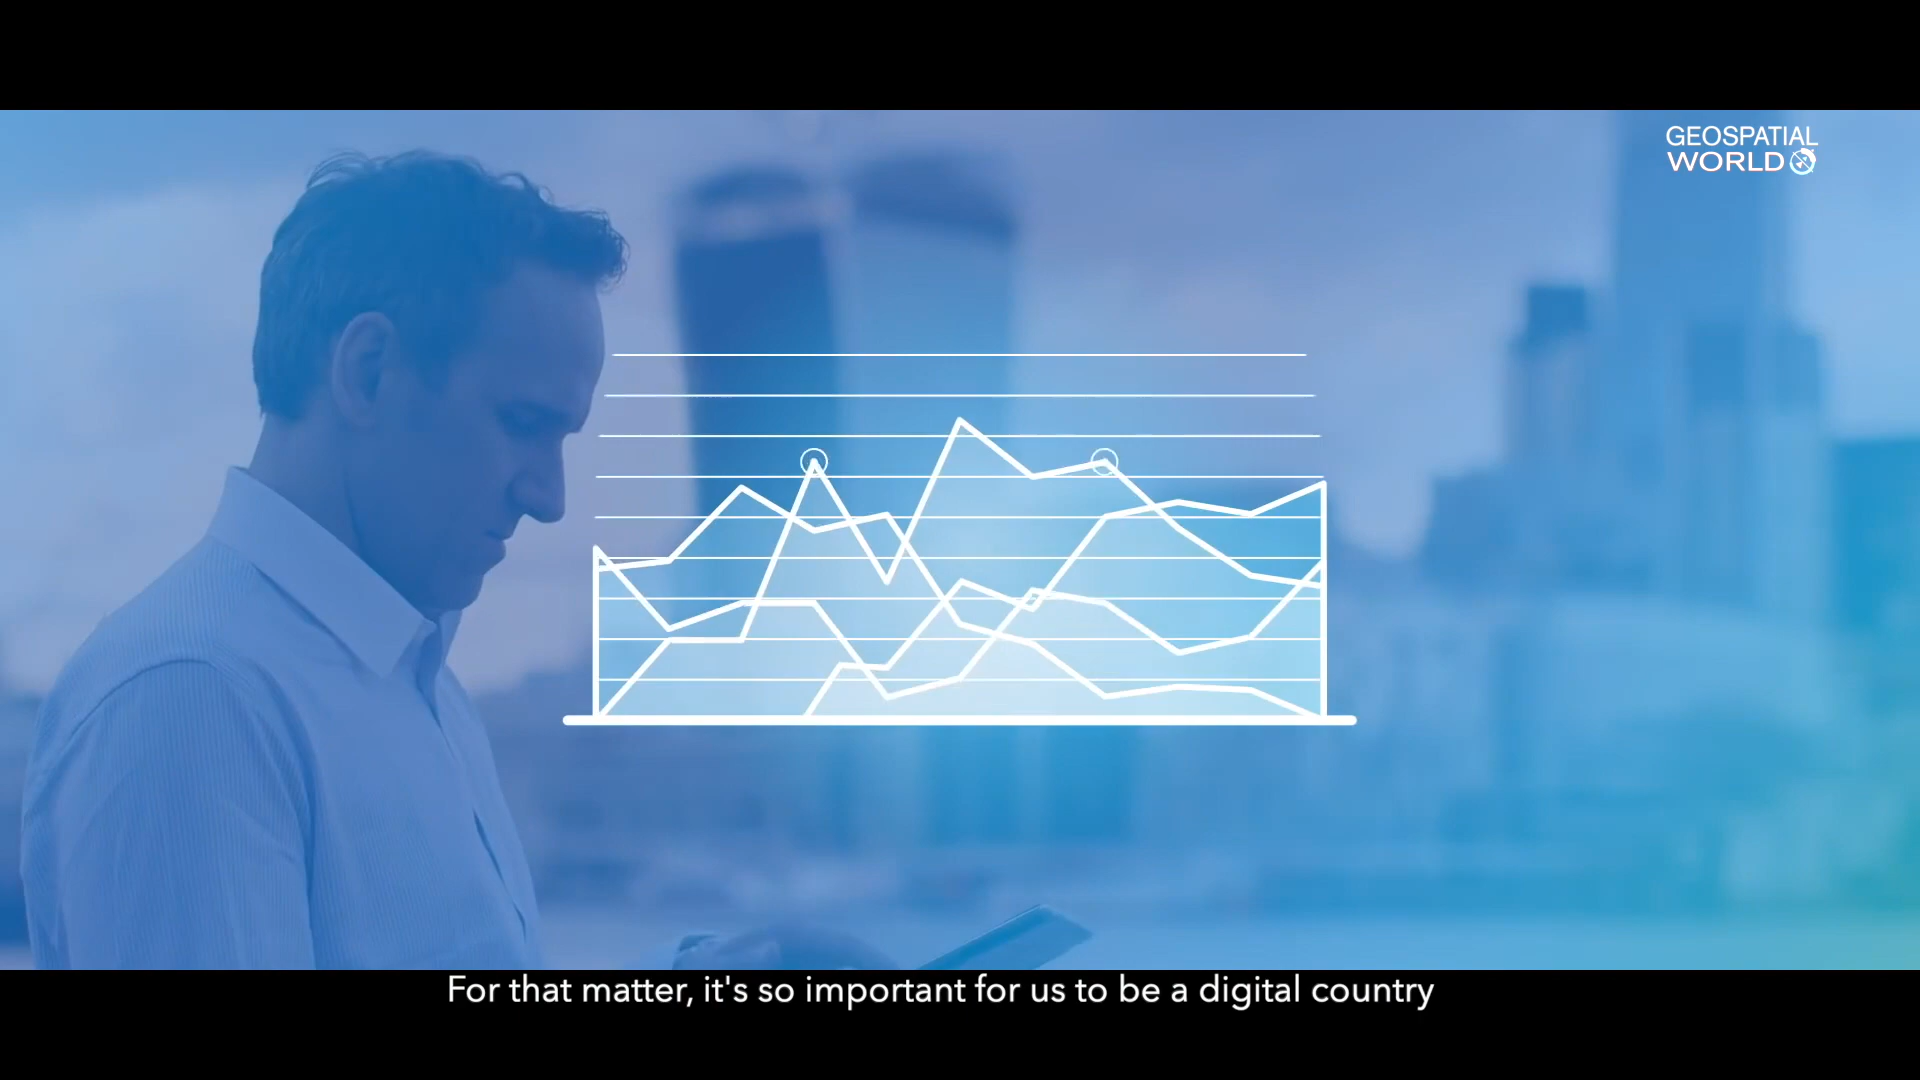 GEOSPATIAL
WORLD
For that matter, it's so important for us to be a digital country